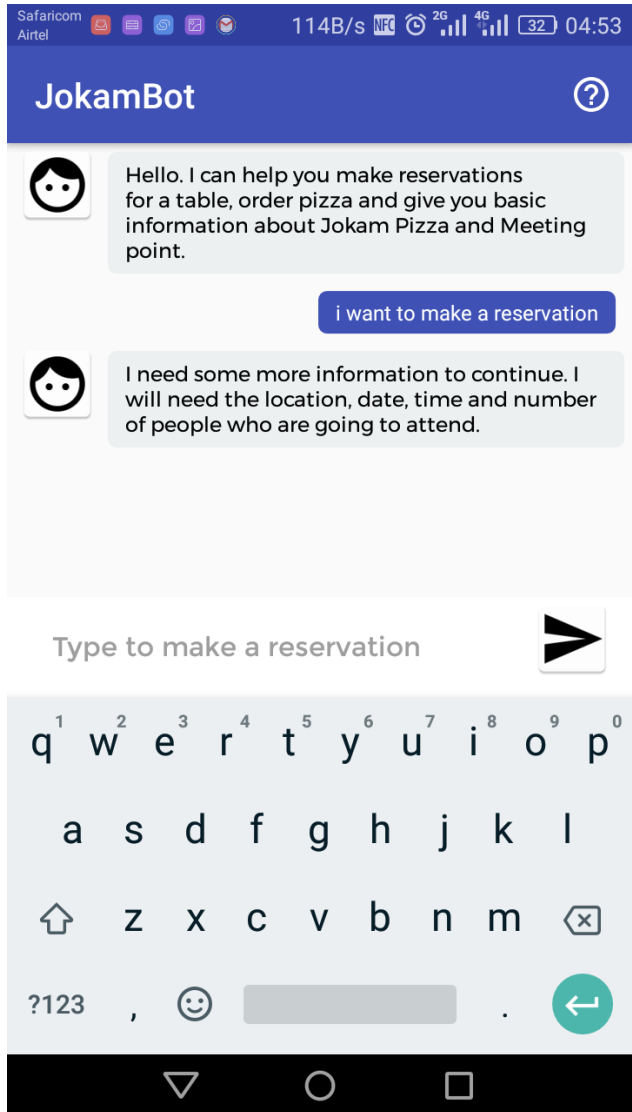 Safaricom
Airtel
114B/s NFC 2G 4G 32 04:53
JokamBot
?
Hello. I can help you make reservations
for a table, order pizza and give you basic
information about Jokam Pizza and Meeting
point.
i want to make a reservation
I need some more information to continue. I
will need the location, date, time and number
of people who are going to attend.
Type to make a reservation
1 2 3 4 5 6 7 8 9 0
q w e r t y u i o p
a s d f g h j k l
z x c v b n m
?123 , .